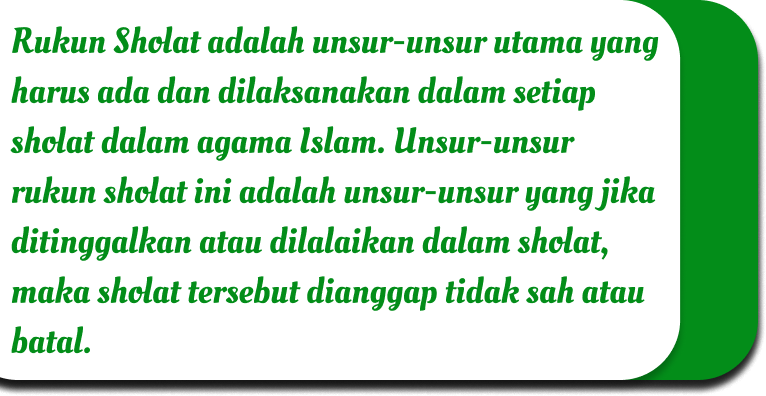 Rukun Sholat adalah unsur-unsur utama yang
harus ada dan dilaksanakan dalam setiap
sholat dalam agama Islam. Unsur-unsur
rukun sholat ini adalah unsur-unsur yang jika
ditinggalkan atau dilalaikan dalam sholat,
maka sholat tersebut dianggap tidak sah atau
batal.